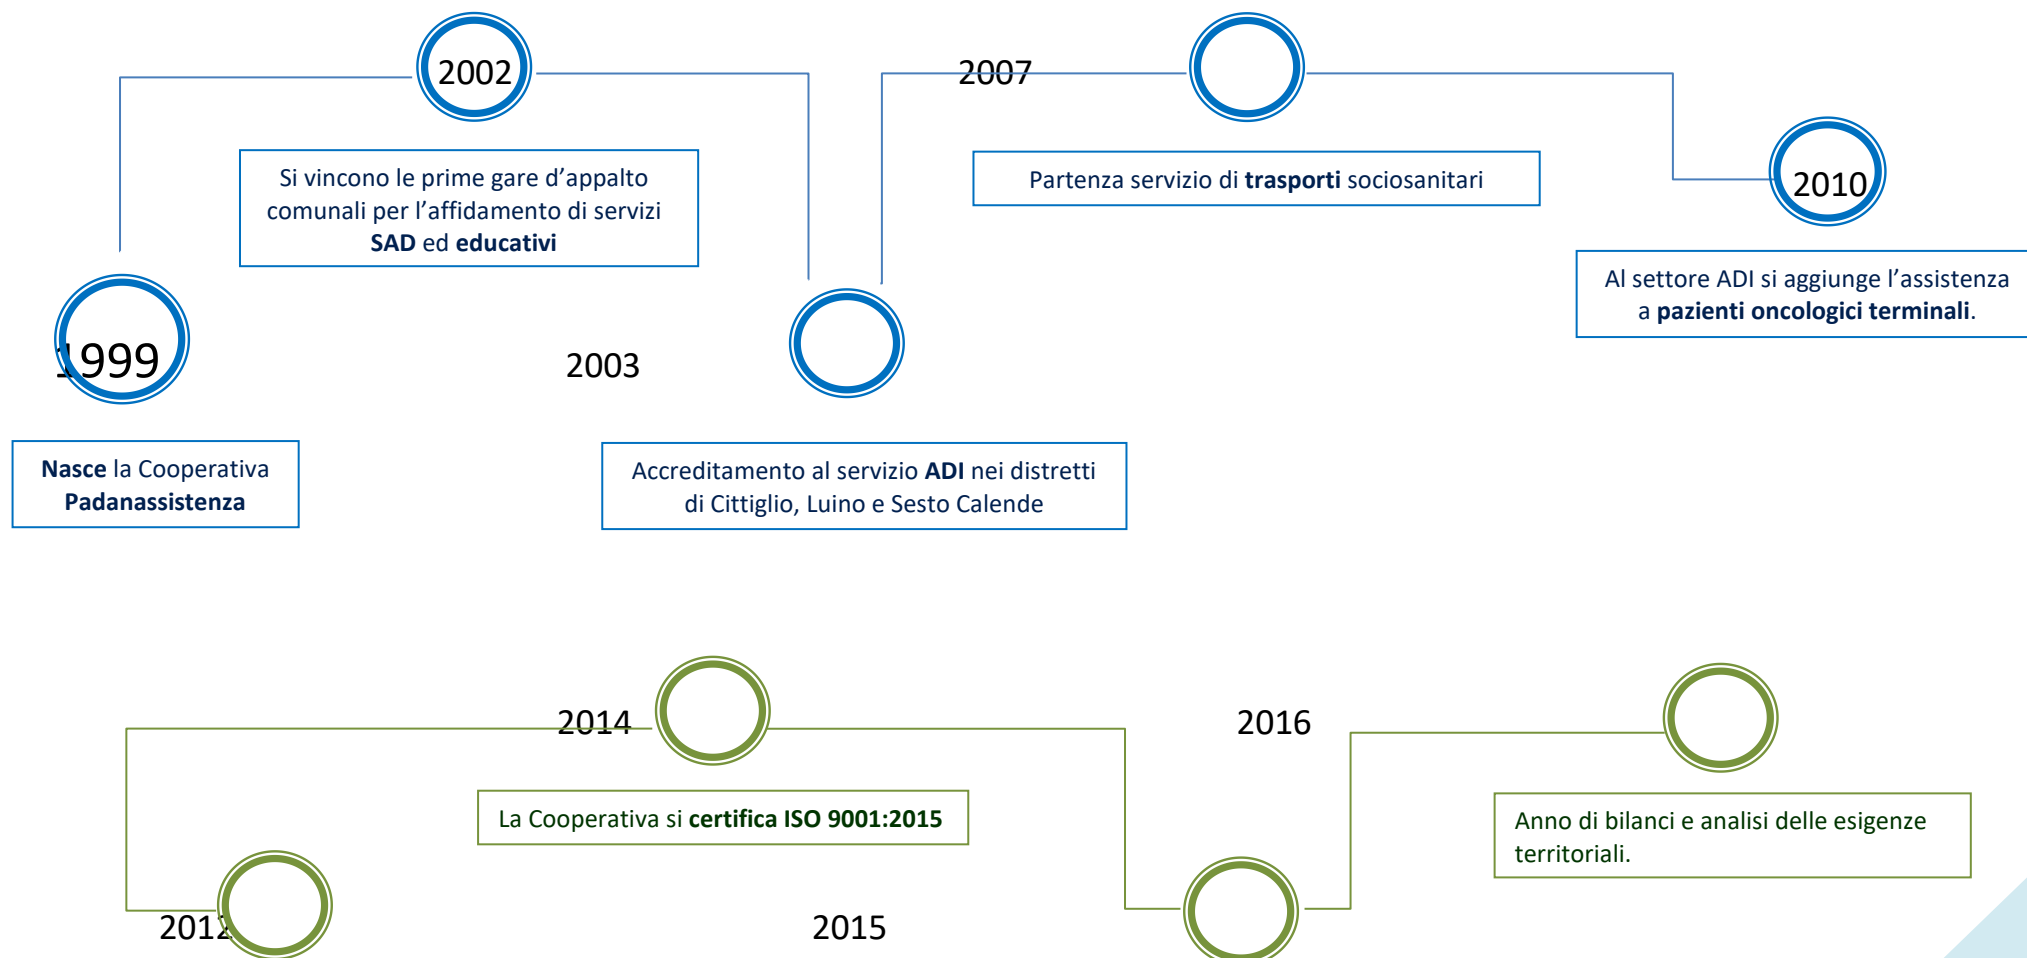 2002
2007
Si vincono le prime gare d’appalto
comunali per l’affidamento di servizi
SAD ed educativi
Partenza servizio di trasporti sociosanitari
2010
Al settore ADI si aggiunge l’assistenza
a pazienti oncologici terminali.
1999
2003
Nasce la Cooperativa
Padanassistenza
Accreditamento al servizio ADI nei distretti
di Cittiglio, Luino e Sesto Calende
2014
2016
La Cooperativa si certifica ISO 9001:2015
Anno di bilanci e analisi delle esigenze
territoriali.
2012
2015